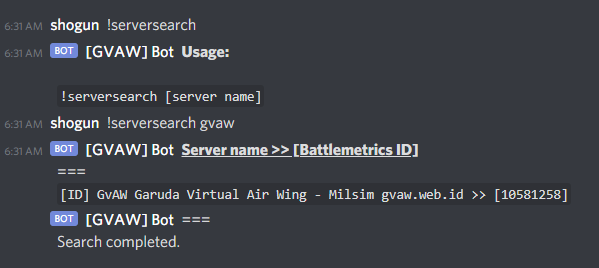 6:31 AM shogun !serversearch
6:31 AM BOT [GVAW] Bot Usage:
!serversearch [server name]
6:31 AM shogun !serversearch gvaw
6:31 AM BOT [GVAW] Bot Server name >> [Battlemetrics ID]
===
[ID] GvAW Garuda Virtual Air Wing - Milsim gvaw.web.id >> [10581258]
BOT [GVAW] Bot ===
Search completed.